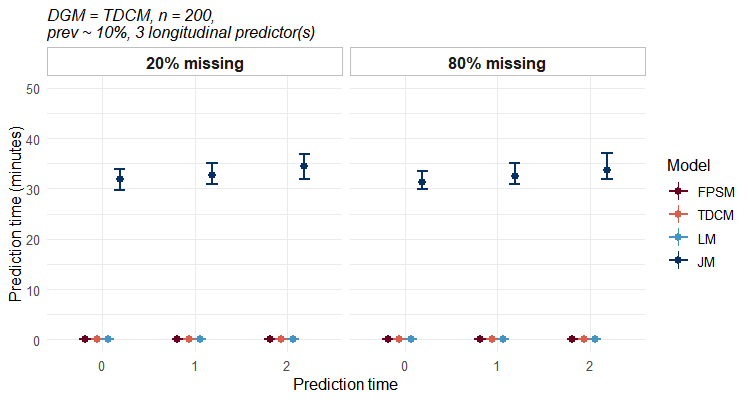 DGM = TDCM, n = 200,
prev ~ 10%, 3 longitudinal predictor(s)
20% missing
80% missing
Prediction time (minutes)
50
40
30
20
10
0
0
1
2
0
1
2
Prediction time
Model
FPSM
TDCM
LM
JM